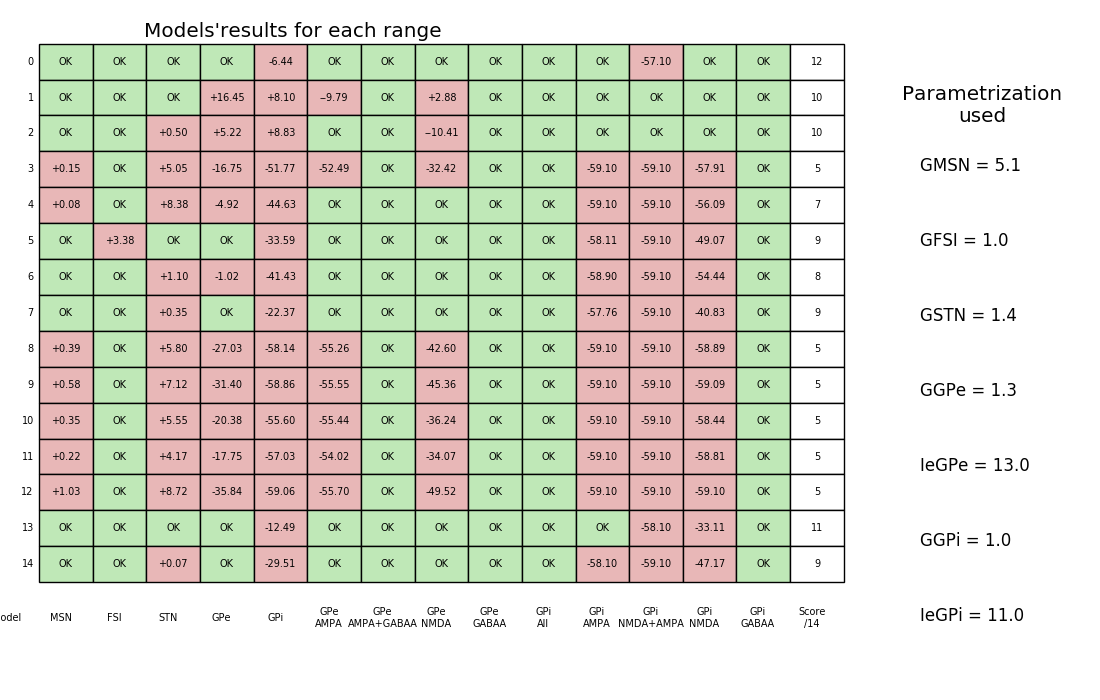 Models'results for each range
0 OK OK OK OK -6.44 OK OK OK OK OK OK -57.10 OK OK 12
1 OK OK OK +16.45 +8.10 --9.79 OK +2.88 OK OK OK OK OK OK 10
2 OK OK +0.50 +5.22 +8.83 OK OK --10.41 OK OK OK OK OK OK 10
3 +0.15 OK +5.05 -16.75 -51.77 -52.49 OK -32.42 OK OK -59.10 -59.10 -57.91 OK 5
4 +0.08 OK +8.38 -4.92 -44.63 OK OK OK OK OK -59.10 -59.10 -56.09 OK 7
5 OK +3.38 OK OK -33.59 OK OK OK OK OK -58.11 -59.10 -49.07 OK 9
6 OK OK +1.10 -1.02 -41.43 OK OK OK OK OK -58.90 -59.10 -54.44 OK 8
7 OK OK +0.35 OK -22.37 OK OK OK OK OK -57.76 -59.10 -40.83 OK 9
8 +0.39 OK +5.80 -27.03 -58.14 -55.26 OK -42.60 OK OK -59.10 -59.10 -58.89 OK 5
9 +0.58 OK +7.12 -31.40 -58.86 -55.55 OK -45.36 OK OK -59.10 -59.10 -59.09 OK 5
10 +0.35 OK +5.55 -20.38 -55.60 -55.44 OK -36.24 OK OK -59.10 -59.10 -58.44 OK 5
11 +0.22 OK +4.17 -17.75 -57.03 -54.02 OK -34.07 OK OK -59.10 -59.10 -58.81 OK 5
12 +1.03 OK +8.72 -35.84 -59.06 -55.70 OK -49.52 OK OK -59.10 -59.10 -59.10 OK 5
13 OK OK OK OK -12.49 OK OK OK OK OK OK -58.10 -33.11 OK 11
14 OK OK +0.07 OK -29.51 OK OK OK OK OK -58.10 -59.10 -47.17 OK 9
odel MSN FSI STN GPe GPi GPe GPe GPe GPe GPi GPi GPi GPi GPi Score
AMPA AMPA+GABAA NMDA GABAA All AMPA NMDA+AMPA NMDA GABAA /14
Parametrization
used
GMSN = 5.1
GFSI = 1.0
GSTN = 1.4
GGPe = 1.3
IeGPe = 13.0
GGPi = 1.0
IeGPi = 11.0